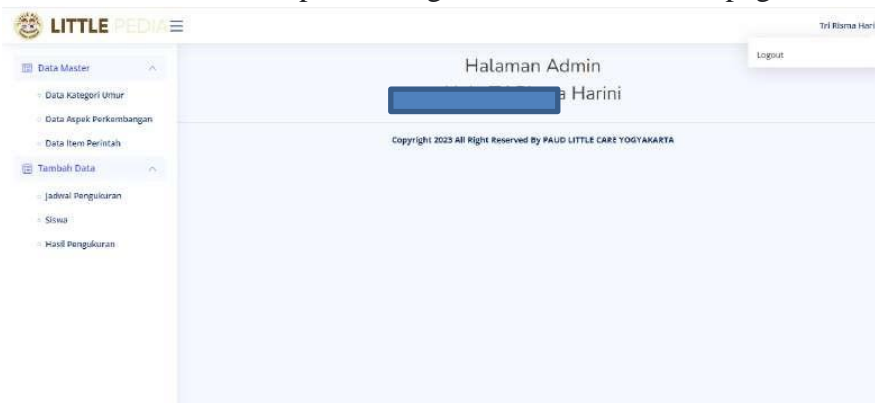 LITTLE PEDIA
Tri Risma Hari
Logout
Data Master
Data Kategori Umur
Data Aspek Perkembangan
Data Item Perintah
Tambah Data
Jadwal Pengukuran
Siswa
Hasil Pengukuran
Halaman Admin
Harini
Copyright 2023 All Right Reserved By PAUD LITTLE CARE YOGYAKARTA